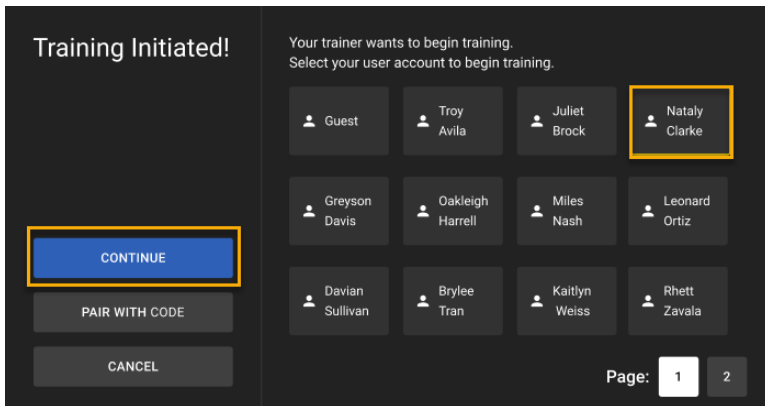 Training Initiated!
Your trainer wants to begin training.
Select your user account to begin training.
Guest
Troy
Avila
Juliet
Brock
Nataly
Clarke
Greyson
Davis
Oakleigh
Harrell
Miles
Nash
Leonard
Ortiz
Davian
Sullivan
Brylee
Tran
Kaitlyn
Weiss
Rhett
Zavala
CONTINUE
PAIR WITH CODE
CANCEL
Page: 1 2